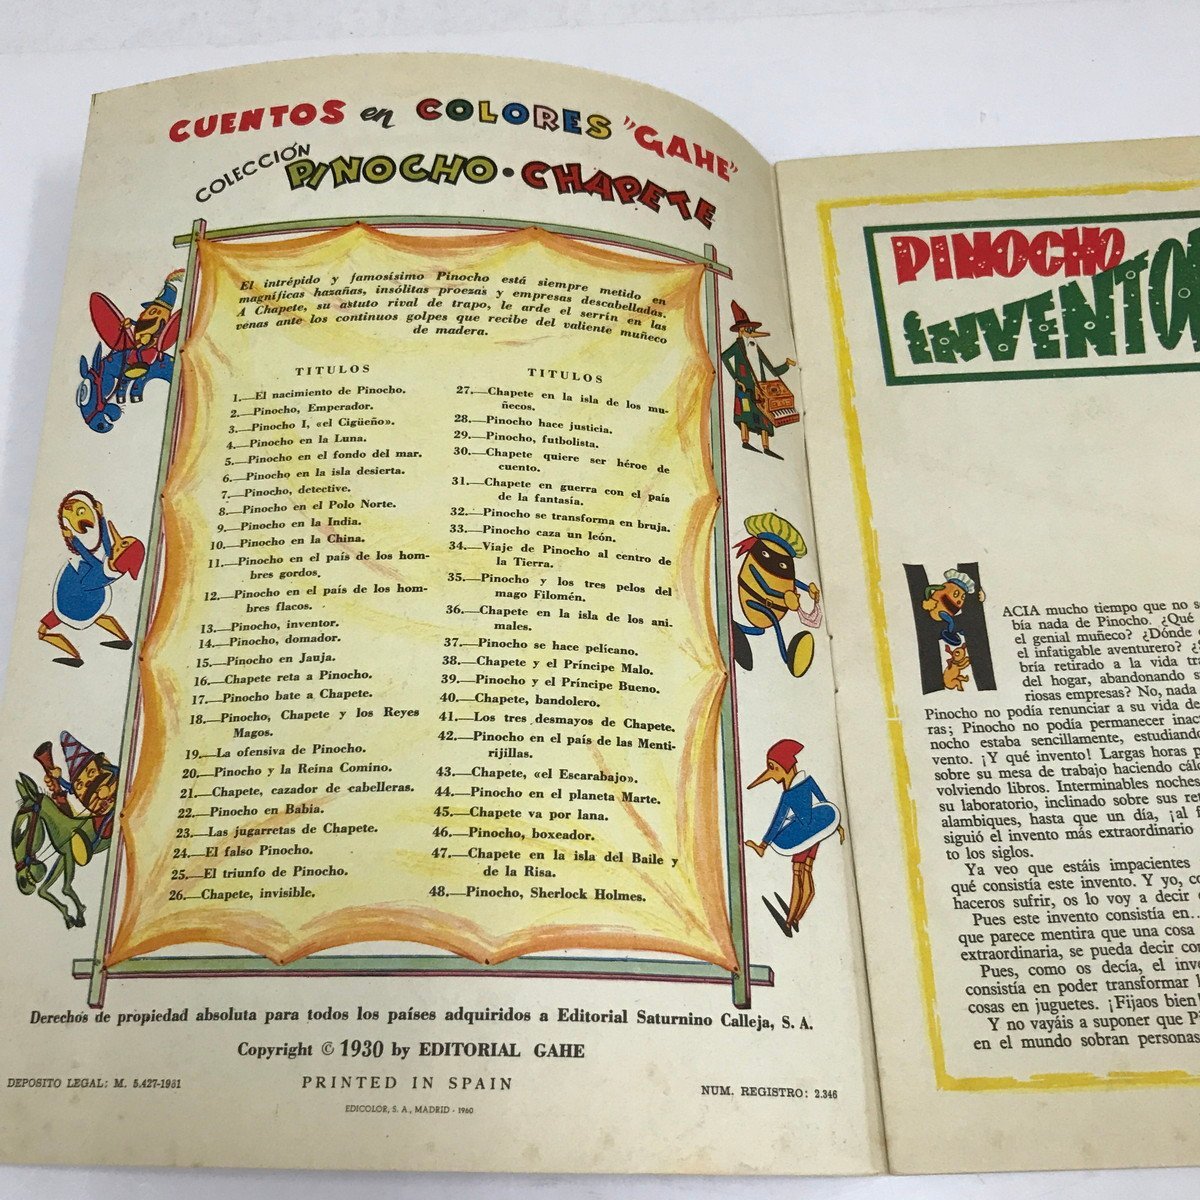 CUENTOS en COLORES "GAHE"
COLECCIÓN PINOCHO · CHAPETE
El intrépido y famosísimo Pinocho está siempre metido en
magníficas hazañas, insólitas proezas y empresas descabelladas.
A Chapete, su astuto rival de trapo, le arde el serrín en las
venas ante los continuos golpes que recibe del valiente muñeco
de madera.
TITULOS
1.—El nacimiento de Pinocho.
2.—Pinocho, Emperador.
3.—Pinocho I, «el Cigüeño».
4.—Pinocho en la Luna.
5.—Pinocho en el fondo del mar.
6.—Pinocho en la isla desierta.
7.—Pinocho, detective.
8.—Pinocho en el Polo Norte.
9.—Pinocho en la India.
10.—Pinocho en la China.
11.—Pinocho en el país de los hom-
bres gordos.
12.—Pinocho en el país de los hom-
bres flacos.
13.—Pinocho, inventor.
14.—Pinocho, domador.
15.—Pinocho en Jauja.
16.—Chapete reta a Pinocho.
17.—Pinocho bate a Chapete.
18.—Pinocho, Chapete y los Reyes
Magos.
19.—La ofensiva de Pinocho.
20.—Pinocho y la Reina Comino.
21.—Chapete, cazador de cabelleras.
22.—Pinocho en Babia.
23.—Las jugarretas de Chapete.
24.—El falso Pinocho.
25.—El triunfo de Pinocho.
26.—Chapete, invisible.
TITULOS
27.—Chapete en la isla de los mu-
ñecos.
28.—Pinocho hace justicia.
29.—Pinocho, futbolista.
30.—Chapete quiere ser héroe de
cuento.
31.—Chapete en guerra con el país
de la fantasía.
32.—Pinocho se transforma en bruja.
33.—Pinocho caza un león.
34.—Viaje de Pinocho al centro de
la Tierra.
35.—Pinocho y los tres pelos del
mago Filomén.
36.—Chapete en la isla de los ani
males.
37.—Pinocho se hace pelícano.
38.—Chapete y el Príncipe Malo.
39.—Pinocho y el Príncipe Bueno.
40.—Chapete, bandolero.
41.—Los tres desmayos de Chapete.
42.—Pinocho en el país de las Menti-
rijillas.
43.—Chapete, «el Escarabajo».
44.—Pinocho en el planeta Marte.
45.—Chapete va por lana.
46.—Pinocho, boxeador.
47.—Chapete en la isla del Baile y
de la Risa.
48.—Pinocho, Sherlock Holmes.
Derechos de propiedad absoluta para todos los países adquiridos a Editorial Saturnino Calleja, S. A.
Copyright © 1930 by EDITORIAL GAHE
DEPOSITO LEGAL: M. 5.427-1961
PRINTED IN SPAIN
NUM. REGISTRO: 2.346
EDICOLOR, S. A., MADRID - 1960
PINOCHO
INVENTO
HACIA mucho tiempo que no s
bía nada de Pinocho. ¿Qué
el genial muñeco? ¿Dónde
el infatigable aventurero? ¿S
bría retirado a la vida tra
del hogar, abandonando s
riosas empresas? No, nada
Pinocho no podía renunciar a su vida de
ras; Pinocho no podía permanecer inac
nocho estaba sencillamente, estudiando
vento. ¡Y qué invento! Largas horas p
sobre su mesa de trabajo haciendo cálc
volviendo libros. Interminables noches
su laboratorio, inclinado sobre sus ret
alambiques, hasta que un día, ¡al f
siguió el invento más extraordinario
to los siglos.
Ya veo que estáis impacientes
qué consistía este invento. Y yo, co
haceros sufrir, os lo voy a decir
Pues este invento consistía en..
que parece mentira que una cosa
extraordinaria, se pueda decir con
Pues, como os decía, el inve
consistía en poder transformar l
cosas en juguetes. ¡Fijaos bien
Y no vayáis a suponer que Pi
en el mundo sobran personas